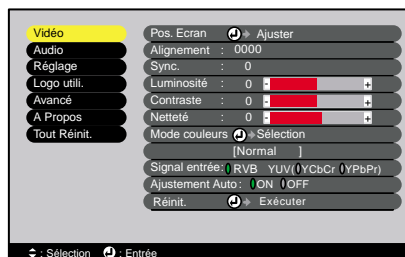 Vidéo
Audio
Réglage
Logo utili.
Avancé
A Propos
Tout Réinit.
Pos. Ecran Ajuster
Alignement : 0000
Sync. : 0
Luminosité : 0 - +
Contraste : 0 - +
Netteté : 0 - +
Mode couleurs Sélection
[Normal ]
Signal entrée: RVB YUV( YCbCr YPbPr)
Ajustement Auto : ON OFF
Réinit. Exécuter
: Sélection : Entrée